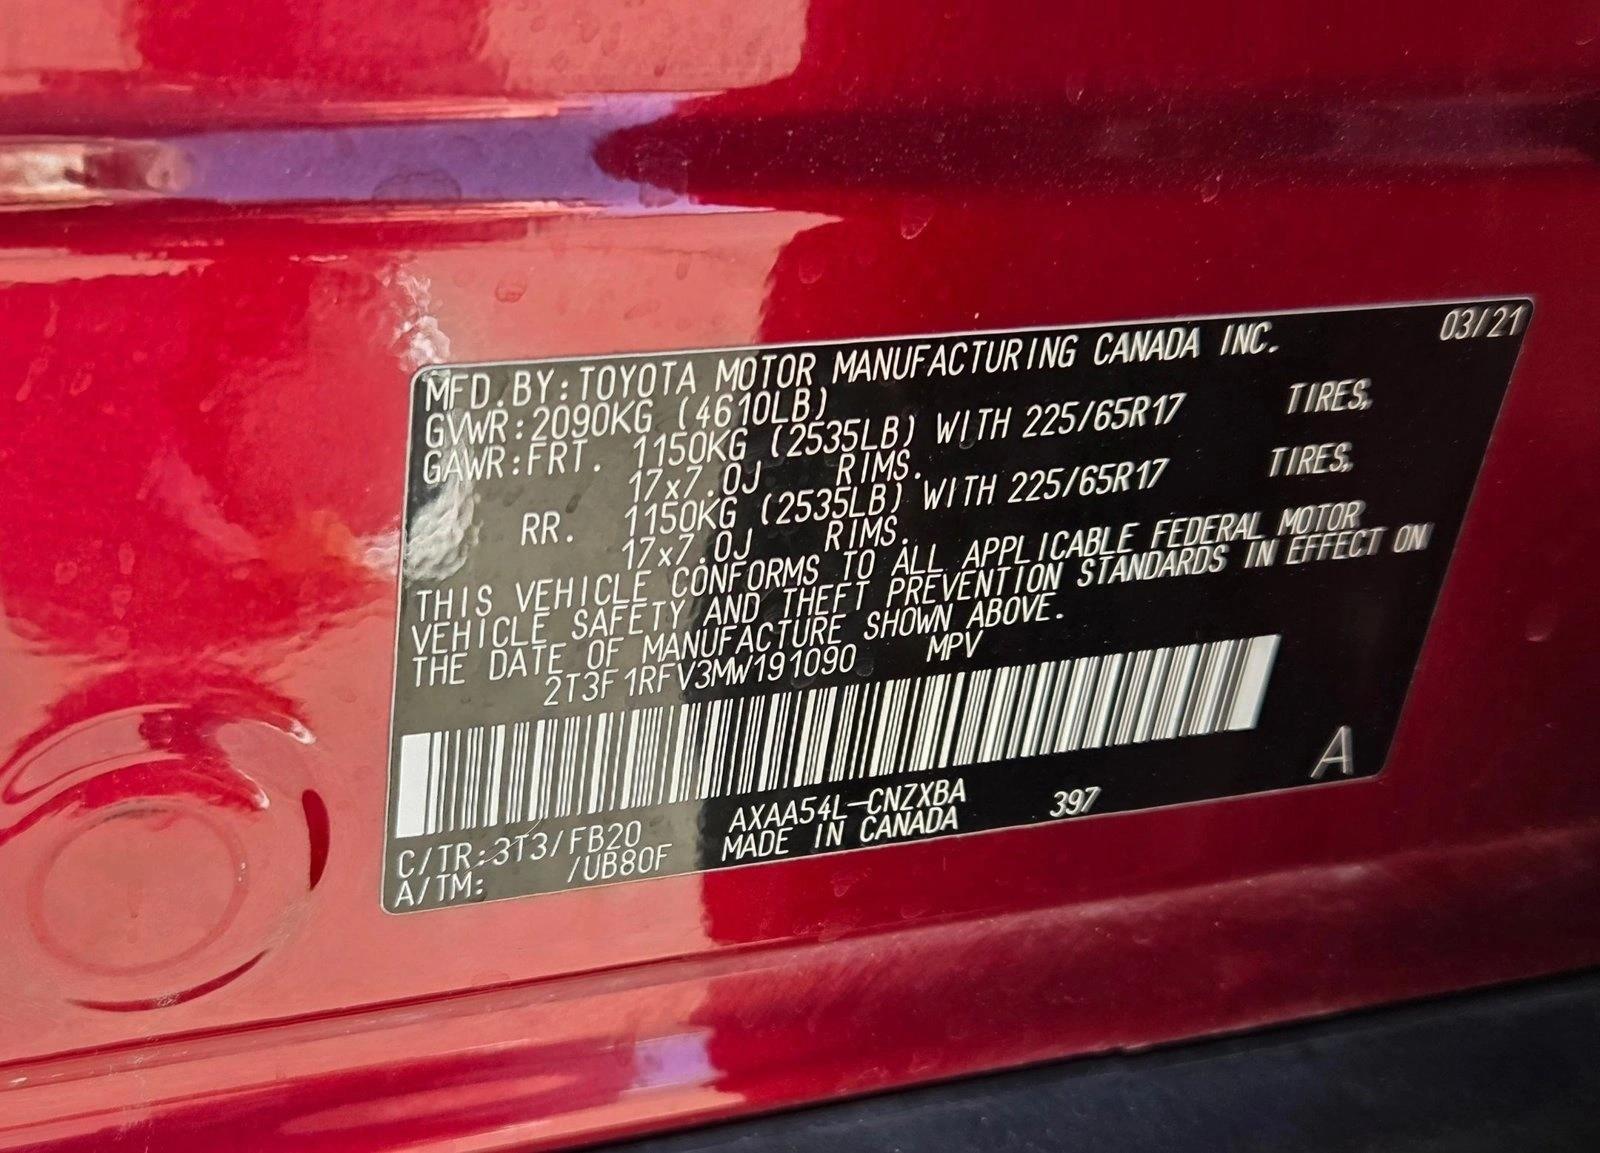 03/21
MFD.BY:TOYOTA MOTOR MANUFACTURING CANADA INC.
GVWR:2090KG (4610LB)
GAWR:FRT. 1150KG (2535LB) WITH 225/65R17 TIRES,
17x7.0J RIMS.
RR. 1150KG (2535LB) WITH 225/65R17 TIRES,
17x7.0J RIMS.
THIS VEHICLE CONFORMS TO ALL APPLICABLE FEDERAL MOTOR
VEHICLE SAFETY AND THEFT PREVENTION STANDARDS IN EFFECT ON
THE DATE OF MANUFACTURE SHOWN ABOVE.
2T3F1RFV3MW191090 MPV
C/TR:3T3/FB20 AXAA54L-CNZXBA 397 A
A/TM: /UB80F MADE IN CANADA